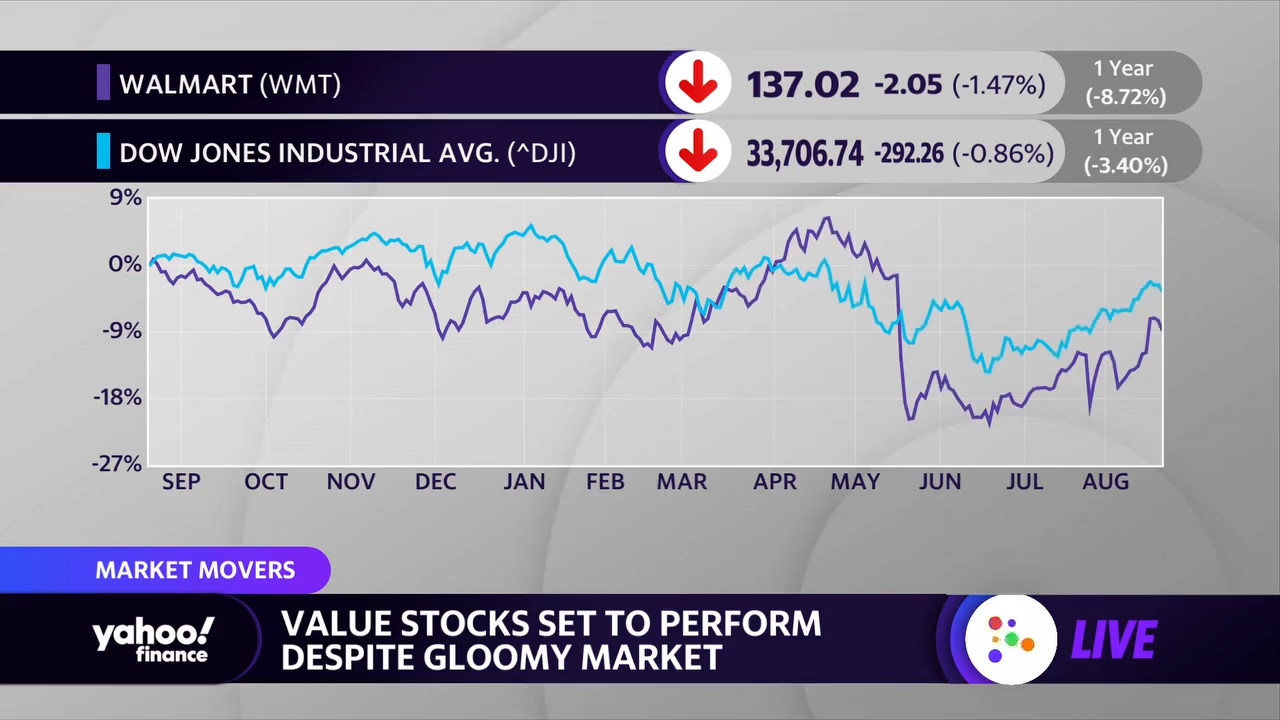 WALMART (WMT) 137.02 -2.05 (-1.47%) 1 Year (-8.72%)
DOW JONES INDUSTRIAL AVG. (^DJI) 33,706.74 -292.26 (-0.86%) 1 Year (-3.40%)
9%
0%
-9%
-18%
-27%
SEP OCT NOV DEC JAN FEB MAR APR MAY JUN JUL AUG
MARKET MOVERS
yahoo!
finance
VALUE STOCKS SET TO PERFORM
DESPITE GLOOMY MARKET
LIVE